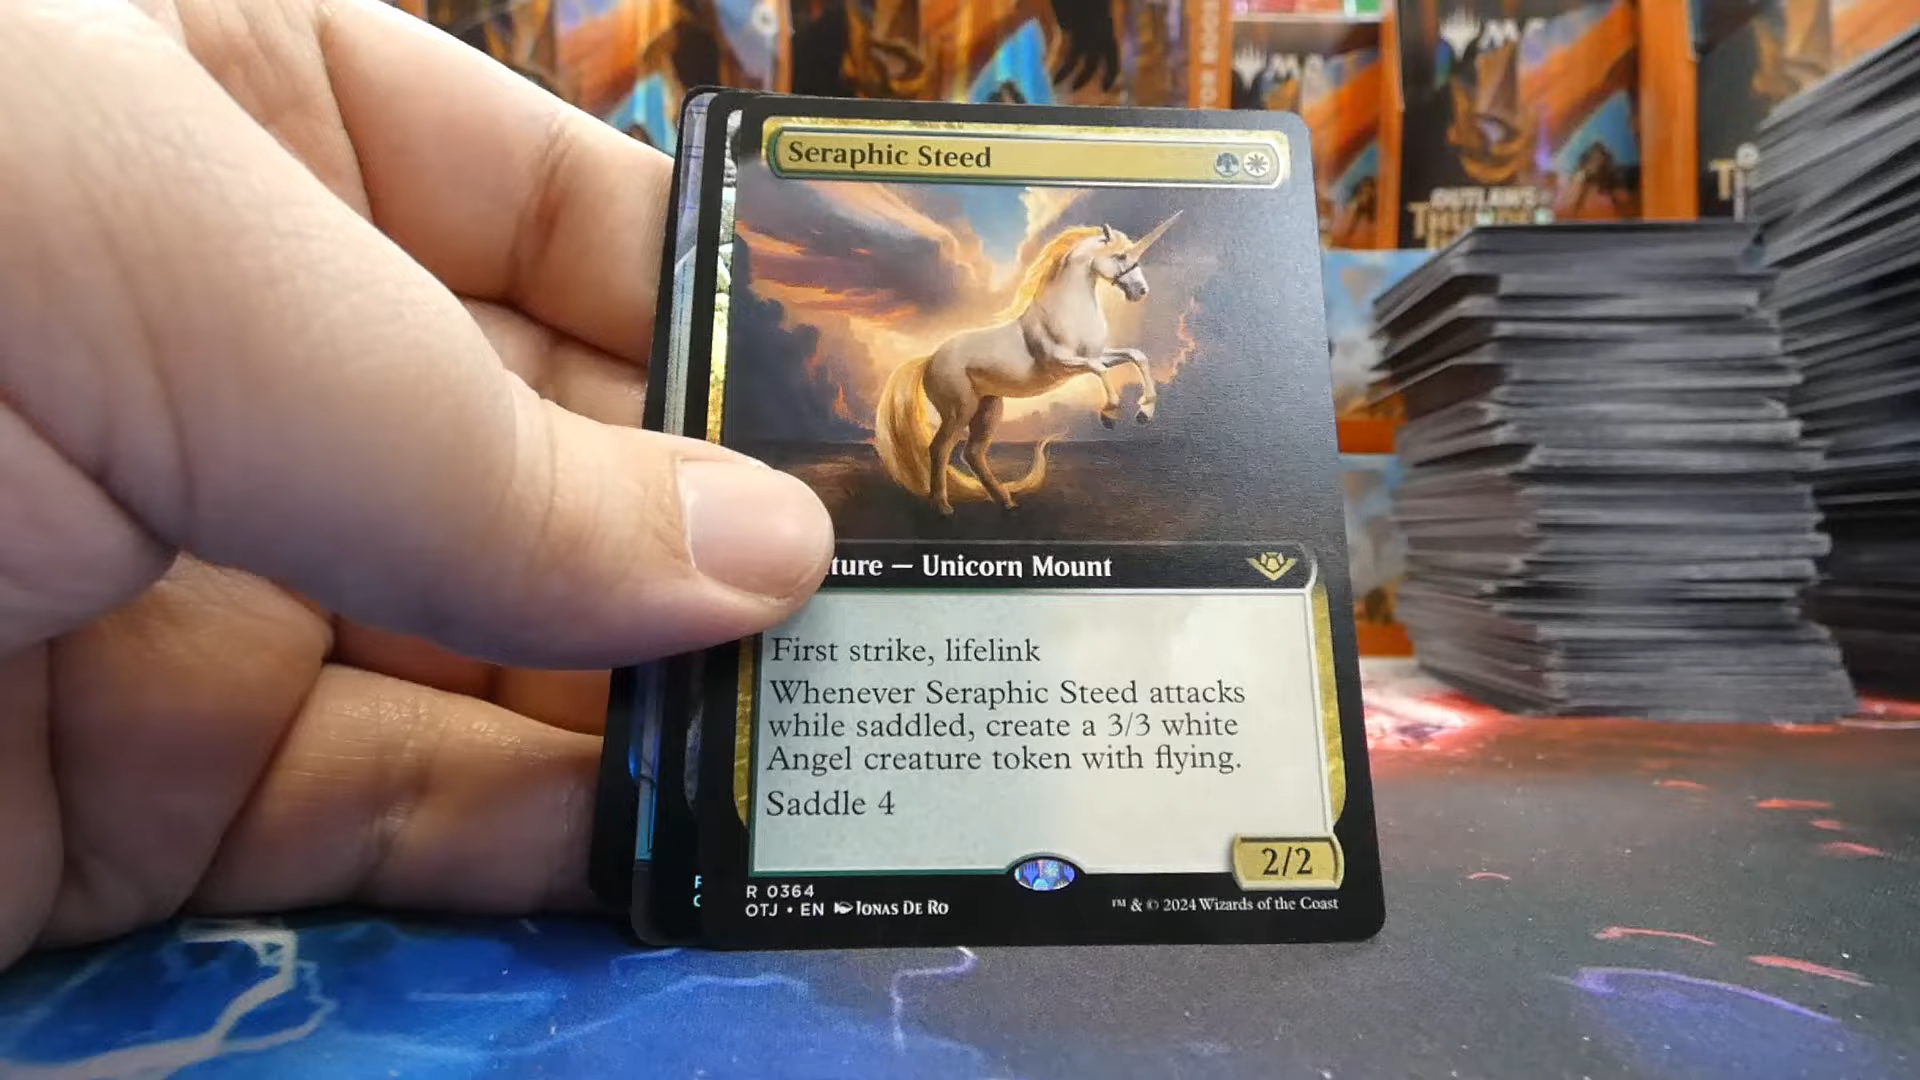 Seraphic Steed
ture — Unicorn Mount
First strike, lifelink
Whenever Seraphic Steed attacks
while saddled, create a 3/3 white
Angel creature token with flying.
Saddle 4
2/2
R 0364
OTJ • EN JONAS DE RO
™ & © 2024 Wizards of the Coast
OUTLAWS